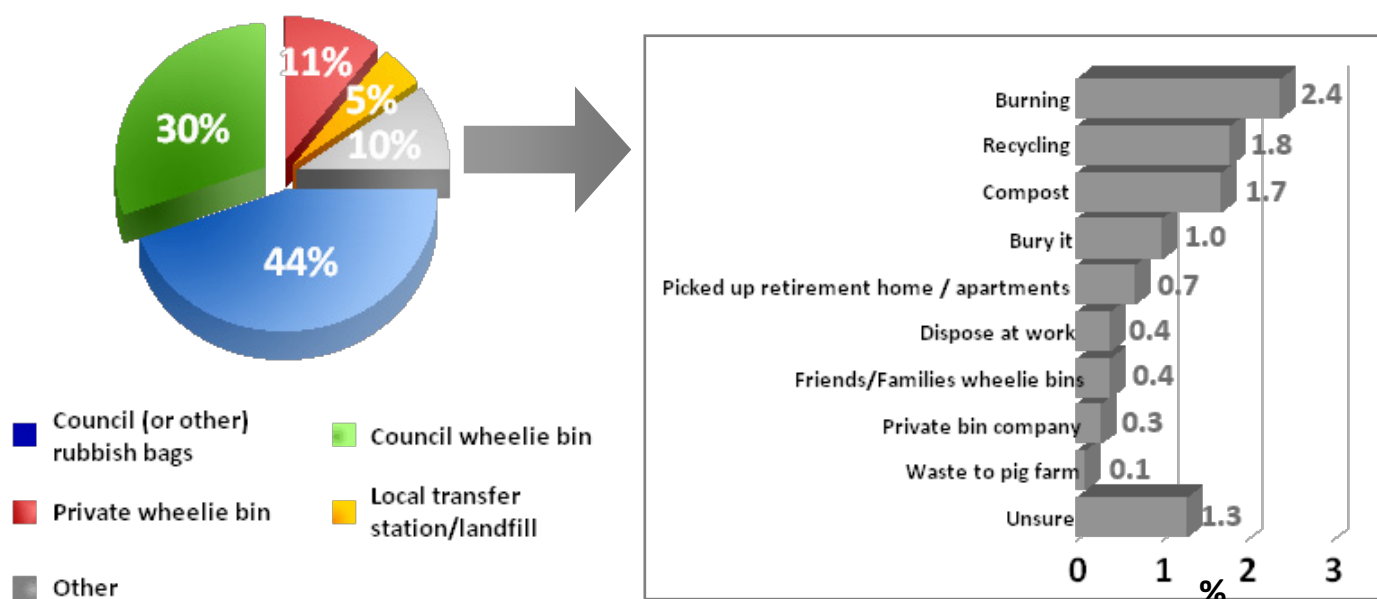 11%
5%
30%
10%
44%
Council (or other)
rubbish bags
Council wheelie bin
Private wheelie bin
Local transfer
station/landfill
Other
Burning 2.4
Recycling 1.8
Compost 1.7
Bury it 1.0
Picked up retirement home / apartments 0.7
Dispose at work 0.4
Friends/Families wheelie bins 0.4
Private bin company 0.3
Waste to pig farm 0.1
Unsure 1.3
0 1 2 3
%